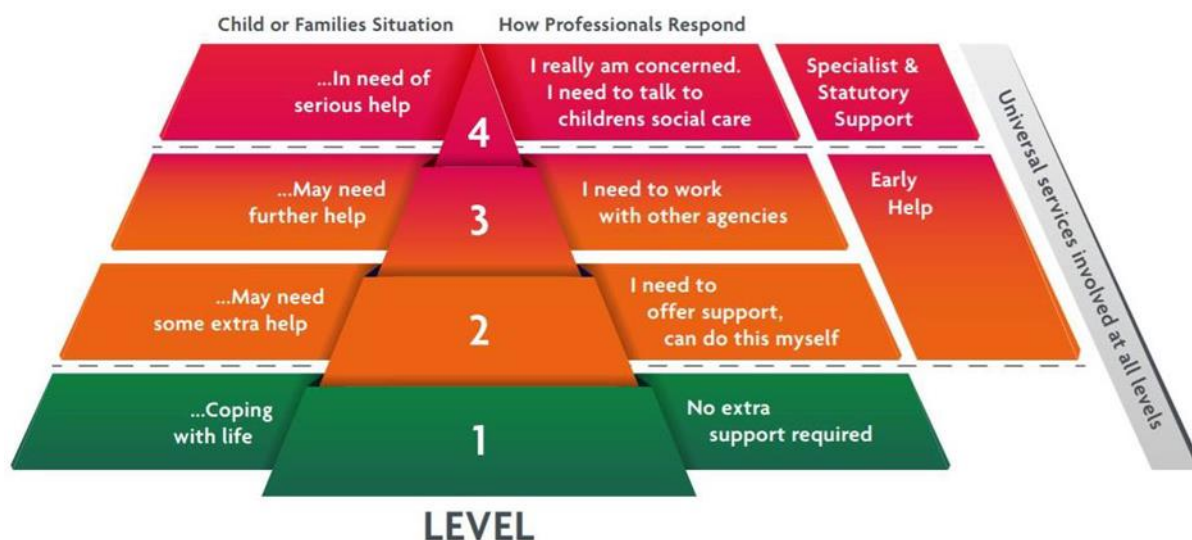 Child or Families Situation
How Professionals Respond
...In need of
serious help
4
I really am concerned.
I need to talk to
childrens social care
Specialist &
Statutory
Support
...May need
further help
3
I need to work
with other agencies
Early
Help
...May need
some extra help
2
I need to
offer support,
can do this myself
...Coping
with life
1
No extra
support required
Universal services involved at all levels
LEVEL